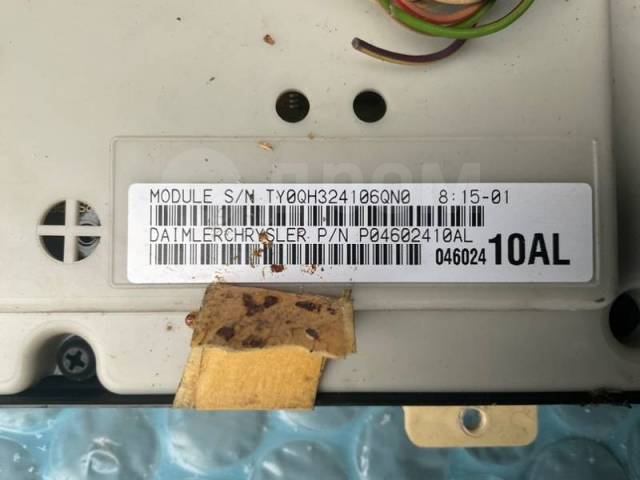 MODULE S/N TY0QH324106QN0 8:15-01
DAIMLERCHRYSLER P/N P04602410AL
046024 10AL